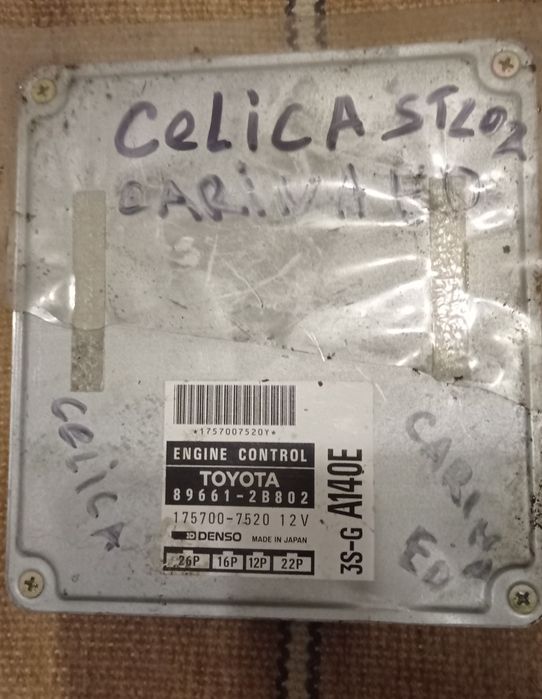 CELICA ST202
CARINA ED
*1757007520Y*
ENGINE CONTROL
TOYOTA
89661-2B802
175700-7520 12V
DENSO MADE IN JAPAN
26P 16P 12P 22P
3S-G A140E
CELICA
CARINA
ED